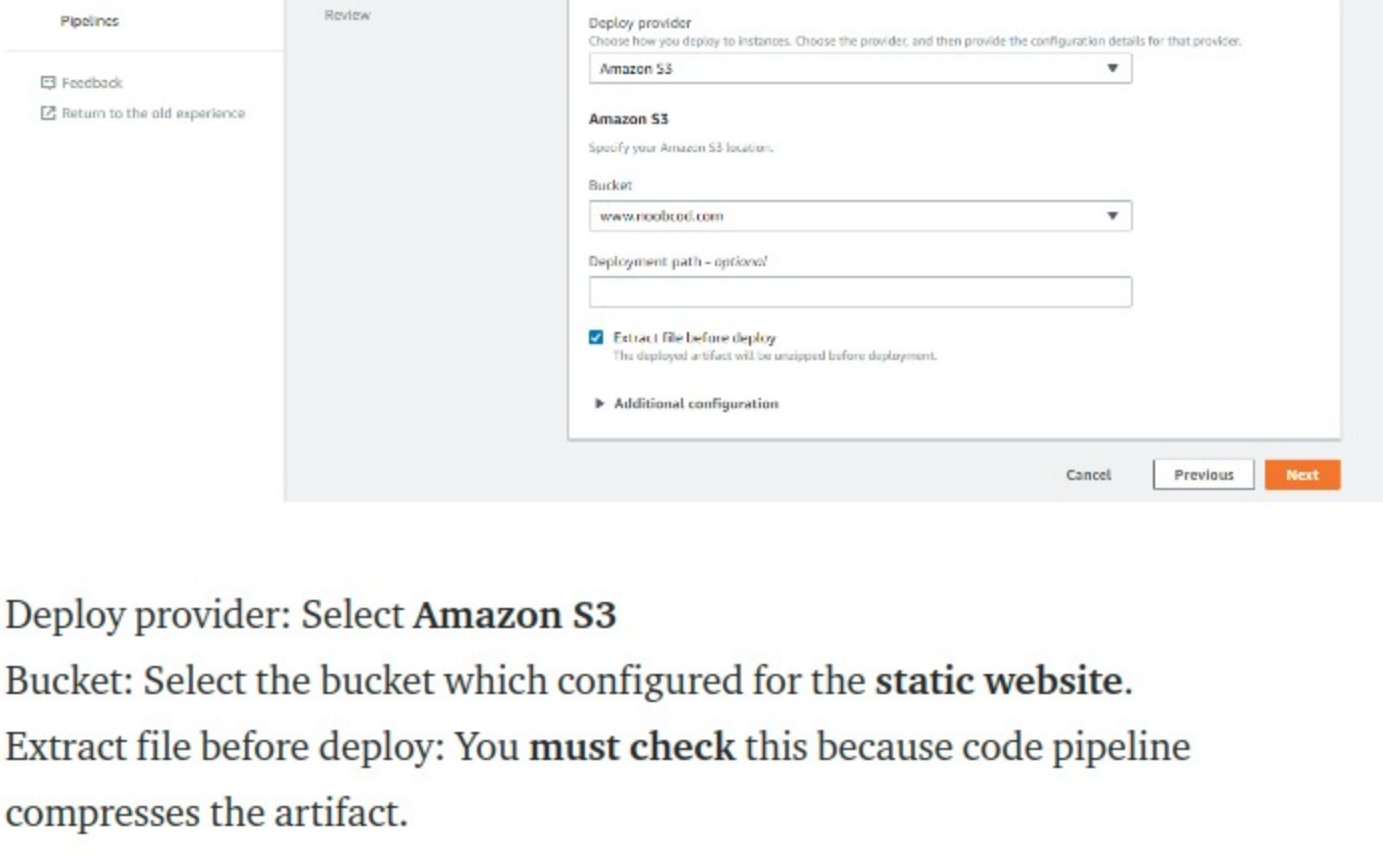 Pipelines
Review
Feedback
Return to the old experience
Deploy provider
Choose how you deploy to instances. Choose the provider, and then provide the configuration details for that provider.
Amazon S3
Amazon S3
Specify your Amazon S3 location.
Bucket
www.noobcod.com
Deployment path - optional
Extract file before deploy
The deployed artifact will be unzipped before deployment.
Additional configuration
Cancel
Previous
Next
Deploy provider: Select Amazon S3
Bucket: Select the bucket which configured for the static website.
Extract file before deploy: You must check this because code pipeline
compresses the artifact.